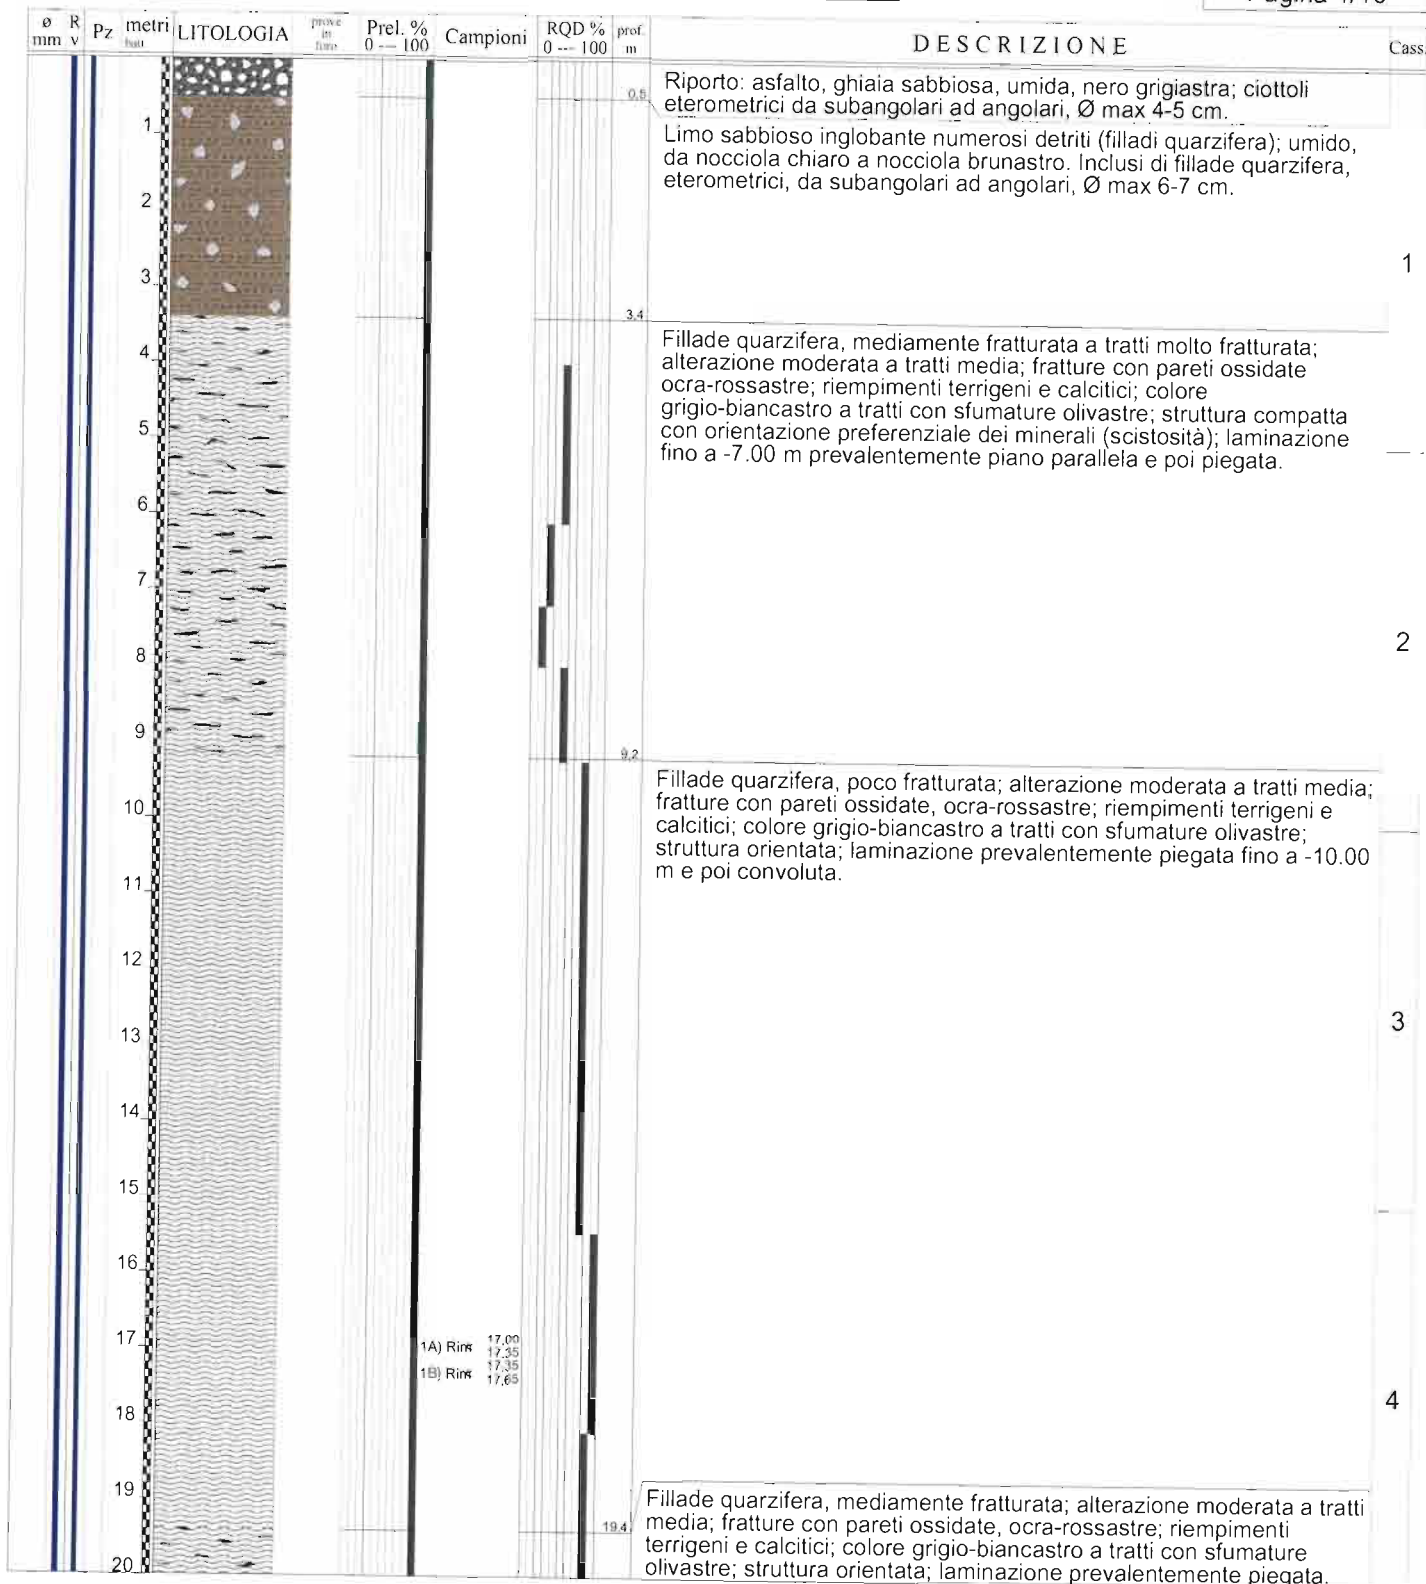 Pagina 1/10
ø mm R v Pz metri LITOLOGIA prove in foro Prel. % 0 --- 100 Campioni RQD % 0 --- 100 prof. m DESCRIZIONE Cass.
Riporto: asfalto, ghiaia sabbiosa, umida, nero grigiastra; ciottoli
0,5
eterometrici da subangolari ad angolari, Ø max 4-5 cm.
1
Limo sabbioso inglobante numerosi detriti (filladi quarzifera); umido,
da nocciola chiaro a nocciola brunastro. Inclusi di fillade quarzifera,
eterometrici, da subangolari ad angolari, Ø max 6-7 cm.
2
1
3
3,4
Fillade quarzifera, mediamente fratturata a tratti molto fratturata;
4
alterazione moderata a tratti media; fratture con pareti ossidate
ocra-rossastre; riempimenti terrigeni e calcitici; colore
grigio-biancastro a tratti con sfumature olivastre; struttura compatta
5
con orientazione preferenziale dei minerali (scistosità); laminazione
fino a -7.00 m prevalentemente piano parallela e poi piegata.
6
7
2
8
9
9,2
Fillade quarzifera, poco fratturata; alterazione moderata a tratti media;
10
fratture con pareti ossidate, ocra-rossastre; riempimenti terrigeni e
calcitici; colore grigio-biancastro a tratti con sfumature olivastre;
struttura orientata; laminazione prevalentemente piegata fino a -10.00
m e poi convoluta.
11
12
3
13
14
15
16
17
1A) Rim 17,00
17,35
1B) Rim 17,35
17,65
4
18
19
Fillade quarzifera, mediamente fratturata; alterazione moderata a tratti
19,4
media; fratture con pareti ossidate, ocra-rossastre; riempimenti
terrigeni e calcitici; colore grigio-biancastro a tratti con sfumature
20
olivastre; struttura orientata; laminazione prevalentemente piegata.